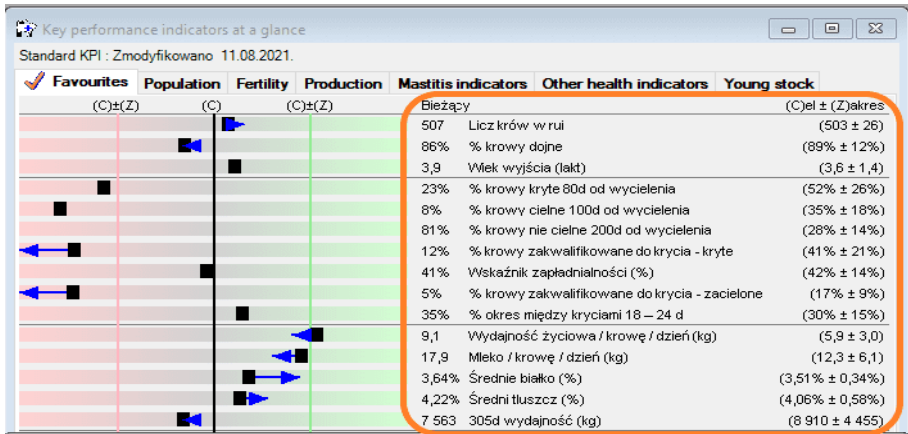 Key performance indicators at a glance
Standard KPI : Zmodyfikowano 11.08.2021.
Favourites Population Fertility Production Mastitis indicators Other health indicators Young stock
(C)±(Z) (C) (C)±(Z) Bieżący (C)el ± (Z)akres
507 Licz krów w rui (503 ± 26)
86% % krowy dojne (89% ± 12%)
3,9 Wiek wyjścia (lakt) (3,6 ± 1,4)
23% % krowy kryte 80d od wycielenia (52% ± 26%)
8% % krowy cielne 100d od wycielenia (35% ± 18%)
81% % krowy nie cielne 200d od wycielenia (28% ± 14%)
12% % krowy zakwalifikowane do krycia - kryte (41% ± 21%)
41% Wskaźnik zapładnialności (%) (42% ± 14%)
5% % krowy zakwalifikowane do krycia - zacielone (17% ± 9%)
35% % okres między kryciami 18 – 24 d (30% ± 15%)
9,1 Wydajność życiowa / krowę / dzień (kg) (5,9 ± 3,0)
17,9 Mleko / krowę / dzień (kg) (12,3 ± 6,1)
3,64% Średnie białko (%) (3,51% ± 0,34%)
4,22% Średni tłuszcz (%) (4,06% ± 0,58%)
7 563 305d wydajność (kg) (8 910 ± 4 455)